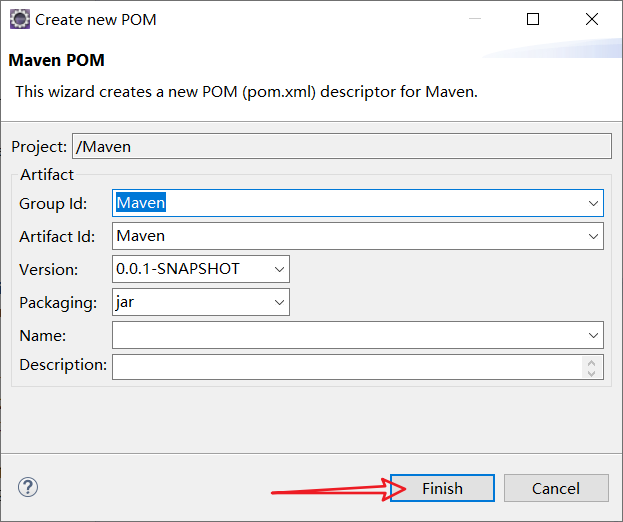 Create new POM
Maven POM
This wizard creates a new POM (pom.xml) descriptor for Maven.
Project: /Maven
Artifact
Group Id: Maven
Artifact Id: Maven
Version: 0.0.1-SNAPSHOT
Packaging: jar
Name:
Description:
? Finish Cancel